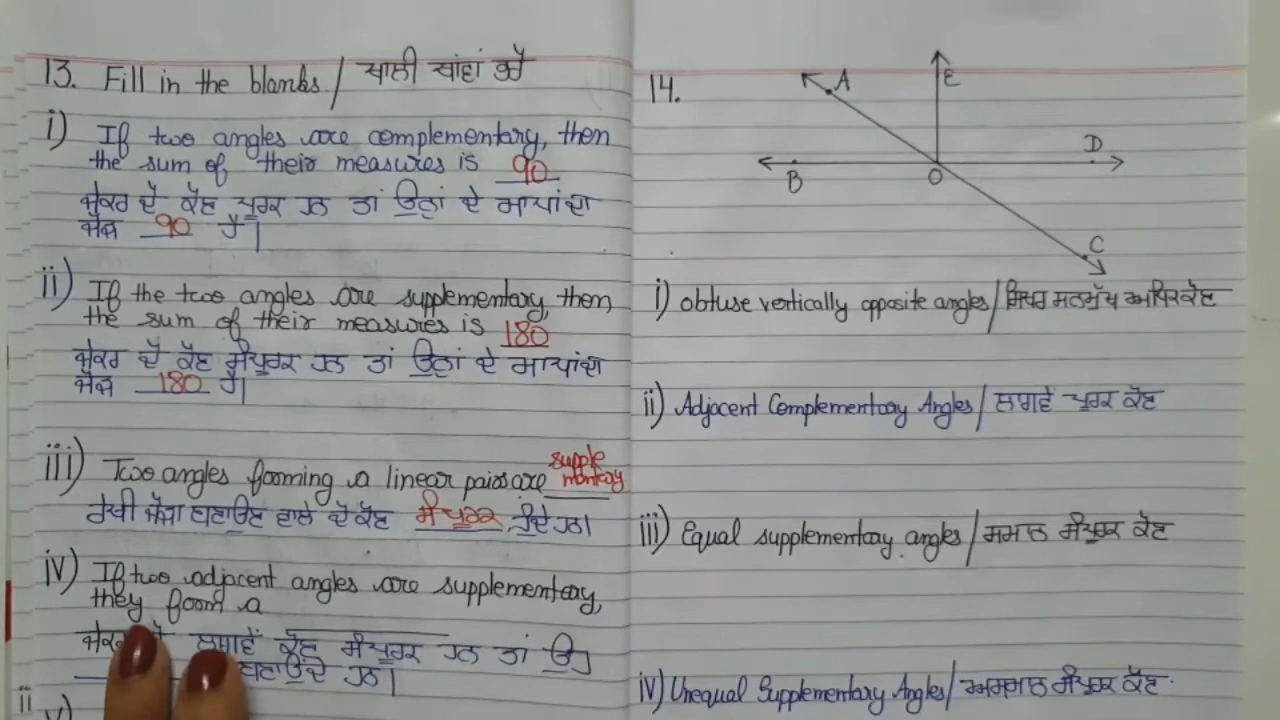 13. Fill in the blanks / ਖਾਲੀ ਥਾਂਵਾਂ ਭਰੋ
i) If two angles are complementary, then
the sum of their measures is 90
ਜੇਕਰ ਦੋ ਕੋਣ ਪੂਰਕ ਹਨ ਤਾਂ ਉਹਨਾਂ ਦੇ ਮਾਪਾਂ ਦਾ
ਜੋੜ 90 ਹੈ।
ii) If the two angles are supplementary, then
the sum of their measures is 180
ਜੇਕਰ ਦੋ ਕੋਣ ਸੰਪੂਰਕ ਹਨ ਤਾਂ ਉਹਨਾਂ ਦੇ ਮਾਪਾਂ ਦਾ
ਜੋੜ 180 ਹੈ।
iii) Two angles forming a linear pair are supplementary
ਰੇਖੀ ਜੋੜਾ ਬਣਾਉਣ ਵਾਲੇ ਦੋ ਕੋਣ ਸੰਪੂਰਕ ਹੁੰਦੇ ਹਨ।
iv) If two adjacent angles are supplementary,
they form a
ਜੇਕਰ ਲਾਗਵੇਂ ਕੋਣ ਸੰਪੂਰਕ ਹਨ ਤਾਂ ਉਹ
ਬਣਾਉਂਦੇ ਹਨ।
ii v)
14.
A
E
B
O
D
C
i) obtuse vertically opposite angles / ਸਿਖਰ ਸਨਮੁੱਖ ਅਧਿਕ ਕੋਣ
ii) Adjacent Complementary Angles / ਲਾਗਵੇਂ ਪੂਰਕ ਕੋਣ
iii) Equal supplementary angles / ਸਮਾਨ ਸੰਪੂਰਕ ਕੋਣ
iv) Unequal Supplementary Angles / ਅਸਮਾਨ ਸੰਪੂਰਕ ਕੋਣ